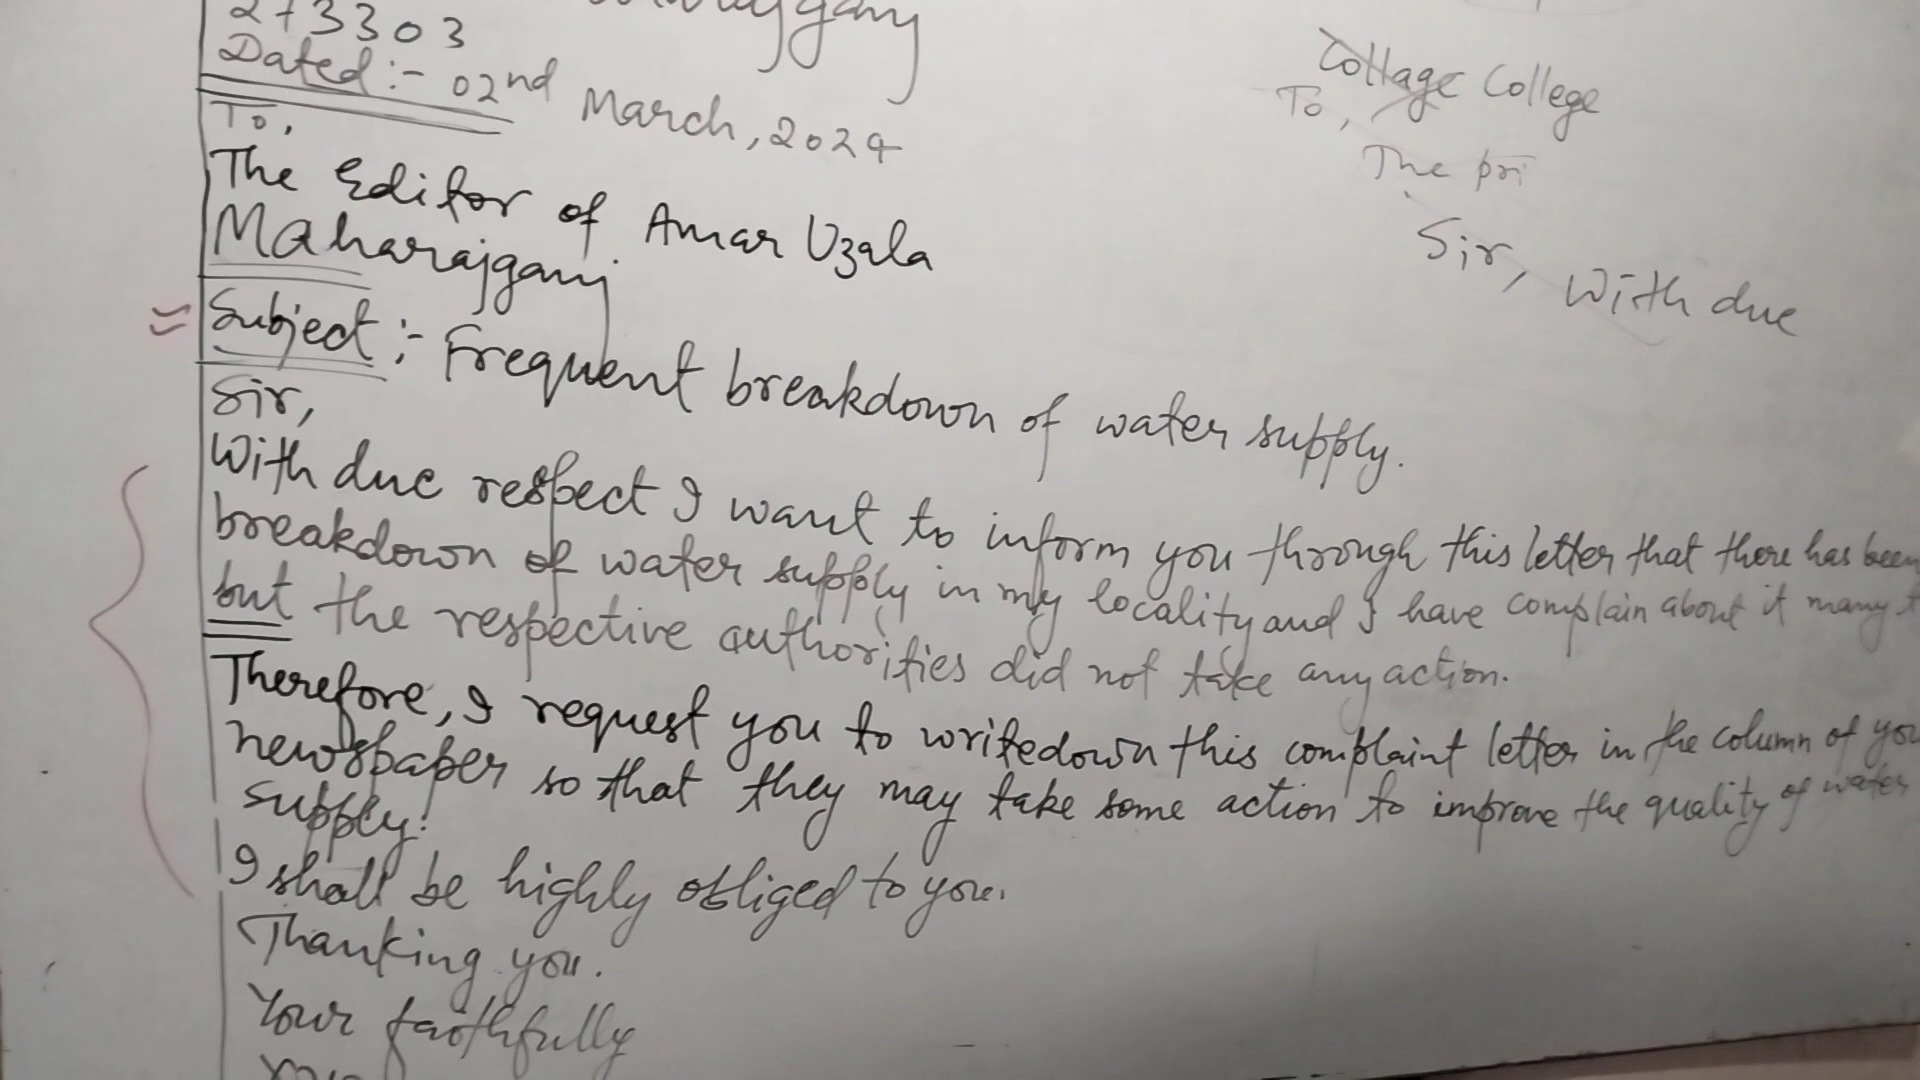 273303
Dated :- 02nd March, 2024
To,
The Editor of Amar Uzala
Maharajganj
Subject :- Frequent breakdown of water supply.
Sir,
With due respect I want to inform you through this letter that there has been
breakdown of water supply in my locality and I have complain about it many
but the respective authorities did not take any action.
Therefore, I request you to writedown this complaint letter in the column of you
newspaper so that they may take some action to improve the quality of water
supply.
I shall be highly obliged to you.
Thanking you.
Your faithfully
Collage College
To,
The pri
Sir, With due